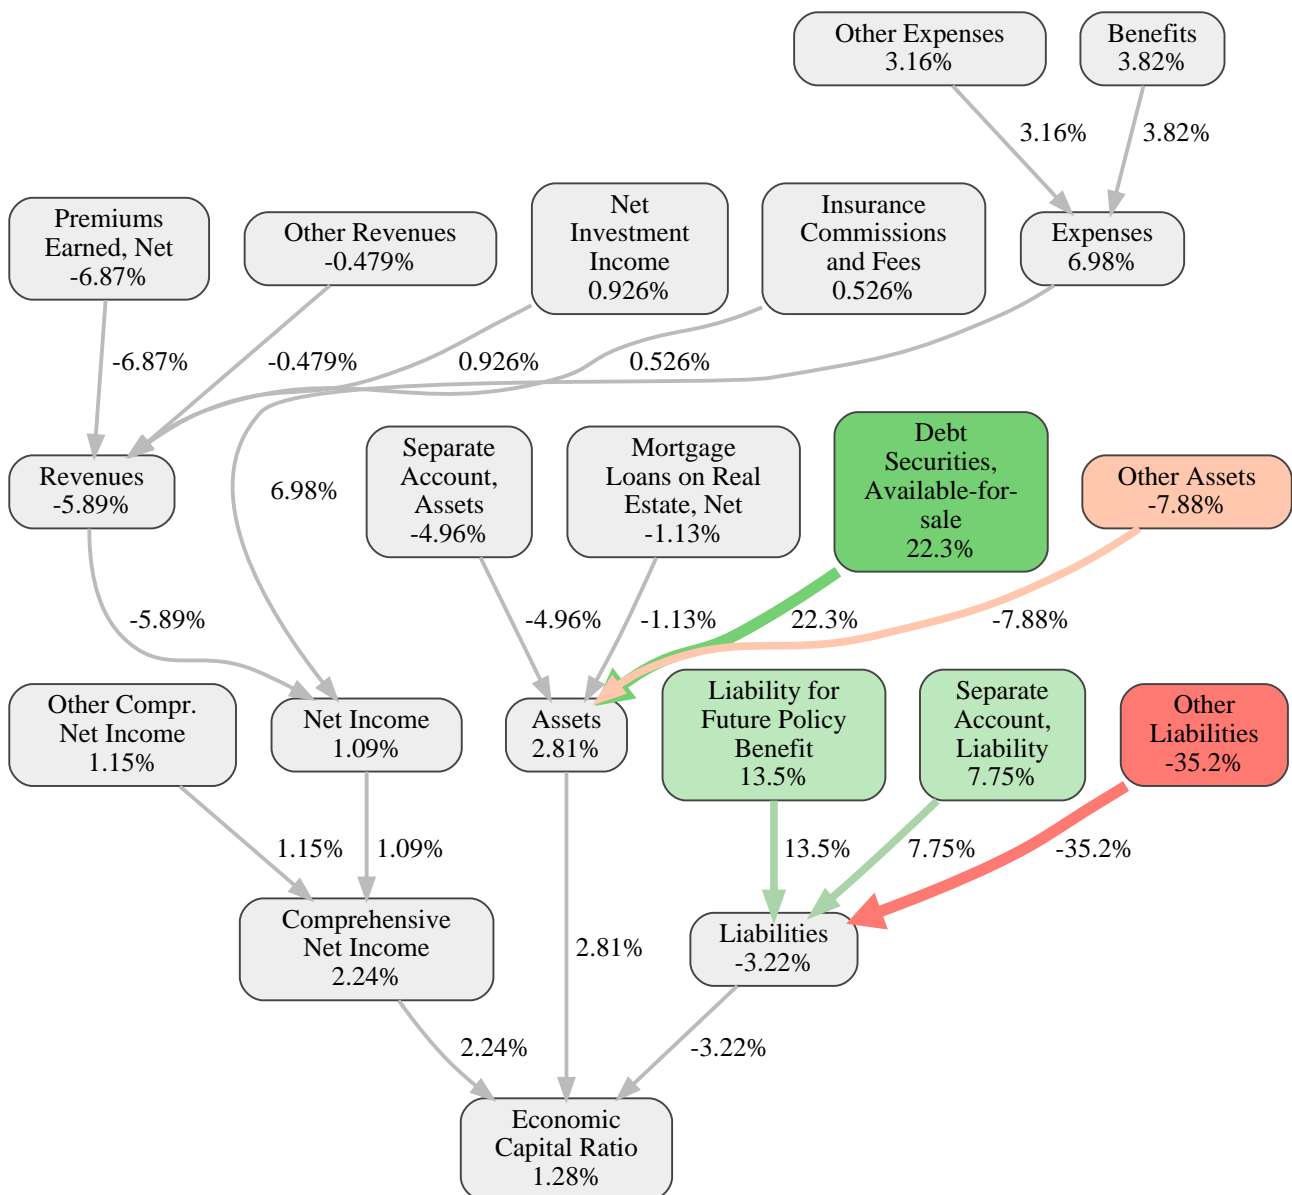 Other Expenses
3.16%
Benefits
3.82%
3.16%
3.82%
Premiums
Earned, Net
-6.87%
Other Revenues
-0.479%
Net
Investment
Income
0.926%
Insurance
Commissions
and Fees
0.526%
Expenses
6.98%
-6.87%
-0.479%
0.926%
0.526%
Revenues
-5.89%
6.98%
Separate
Account,
Assets
-4.96%
Mortgage
Loans on Real
Estate, Net
-1.13%
Debt
Securities,
Available-for-
sale
22.3%
Other Assets
-7.88%
-5.89%
-4.96%
-1.13%
22.3%
-7.88%
Other Compr.
Net Income
1.15%
Net Income
1.09%
Assets
2.81%
Liability for
Future Policy
Benefit
13.5%
Separate
Account,
Liability
7.75%
Other
Liabilities
-35.2%
1.15%
1.09%
13.5%
7.75%
-35.2%
Comprehensive
Net Income
2.24%
2.81%
Liabilities
-3.22%
2.24%
-3.22%
Economic
Capital Ratio
1.28%